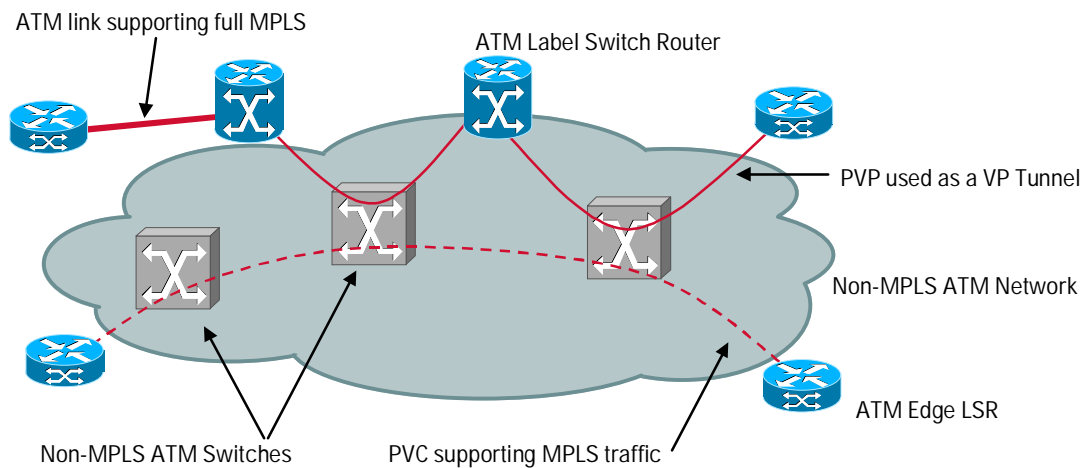 ATM link supporting full MPLS
ATM Label Switch Router
PVP used as a VP Tunnel
Non-MPLS ATM Network
ATM Edge LSR
Non-MPLS ATM Switches
PVC supporting MPLS traffic